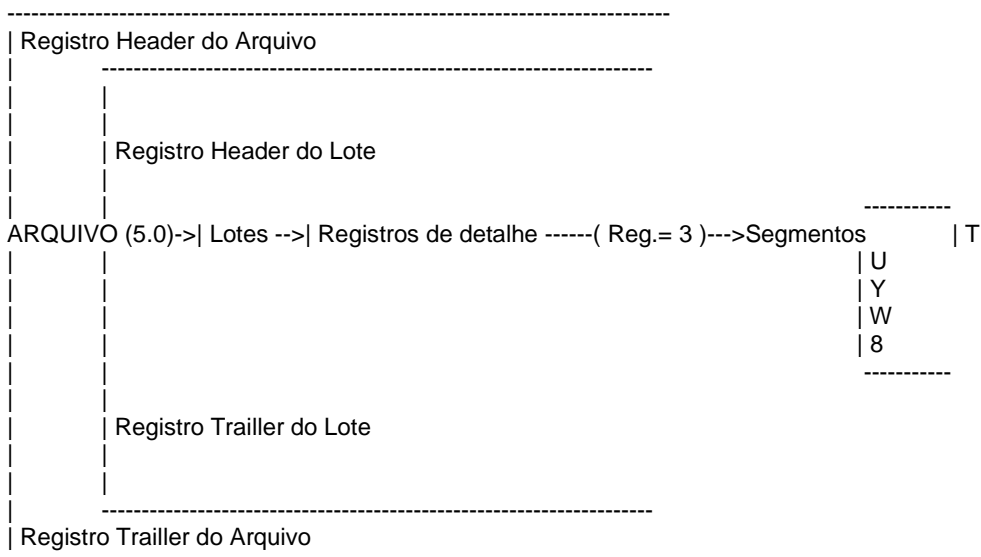 | Registro Header do Arquivo
| Registro Header do Lote
ARQUIVO (5.0)->| Lotes -->| Registros de detalhe ------( Reg.= 3 )--->Segmentos | T
| U
| Y
| W
| 8
| Registro Trailler do Lote
| Registro Trailler do Arquivo